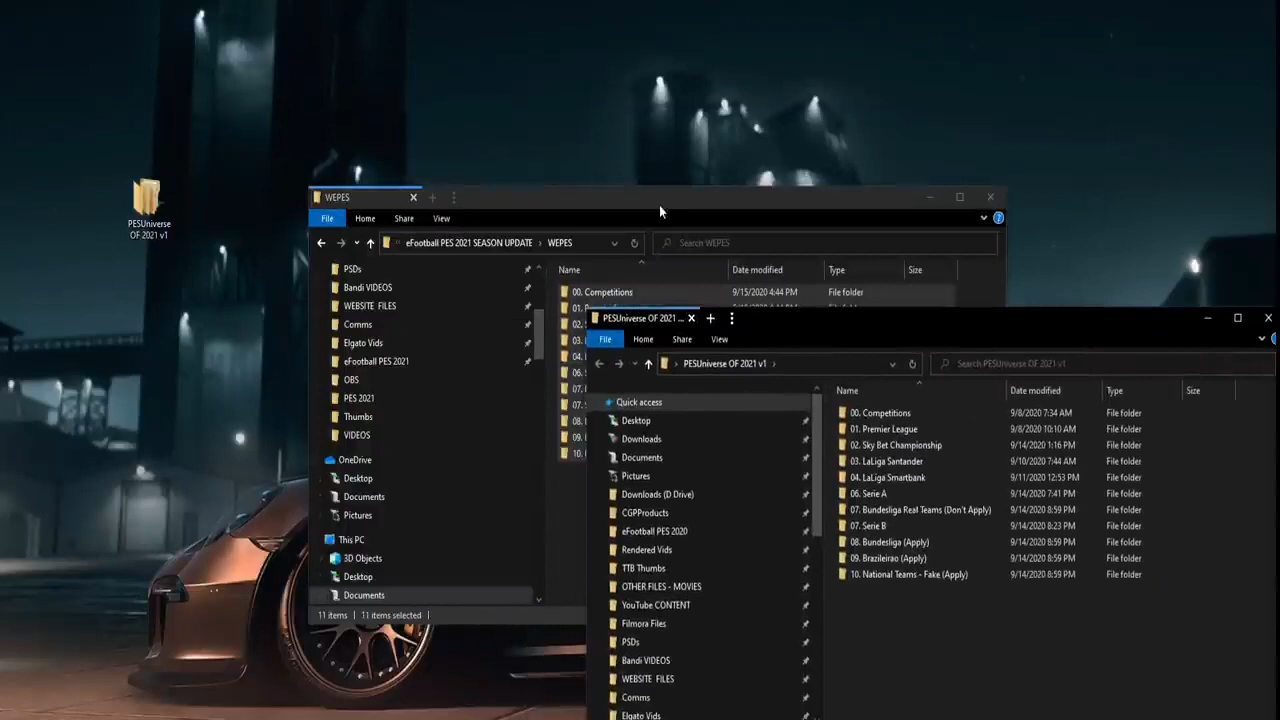 PESUniverse
OF 2021 v1
WEPES
File Home Share View
eFootball PES 2021 SEASON UPDATE › WEPES
Search WEPES
PSDs
Bandi VIDEOS
WEBSITE FILES
Comms
Elgato Vids
eFootball PES 2021
OBS
PES 2021
Thumbs
VIDEOS
OneDrive
Desktop
Documents
Pictures
This PC
3D Objects
Desktop
Documents
Name Date modified Type Size
00. Competitions 9/15/2020 4:44 PM File folder
01.
02.
03.
04.
06.
07.
07.
08.
09.
10.
11 items 11 items selected
PESUniverse OF 2021 ...
File Home Share View
› PESUniverse OF 2021 v1 ›
Search PESUniverse OF 2021 v1
Quick access
Desktop
Downloads
Documents
Pictures
Downloads (D Drive)
CGPProducts
eFootball PES 2020
Rendered Vids
TTB Thumbs
OTHER FILES - MOVIES
YouTube CONTENT
Filmora Files
PSDs
Bandi VIDEOS
WEBSITE FILES
Comms
Elgato Vids
Name Date modified Type Size
00. Competitions 9/8/2020 7:34 AM File folder
01. Premier League 9/8/2020 10:10 AM File folder
02. Sky Bet Championship 9/14/2020 1:16 PM File folder
03. LaLiga Santander 9/10/2020 7:44 AM File folder
04. LaLiga Smartbank 9/11/2020 12:53 PM File folder
06. Serie A 9/14/2020 7:41 PM File folder
07. Bundesliga Real Teams (Don't Apply) 9/14/2020 8:59 PM File folder
07. Serie B 9/14/2020 8:23 PM File folder
08. Bundesliga (Apply) 9/14/2020 8:59 PM File folder
09. Brazileirao (Apply) 9/14/2020 8:59 PM File folder
10. National Teams - Fake (Apply) 9/14/2020 8:59 PM File folder